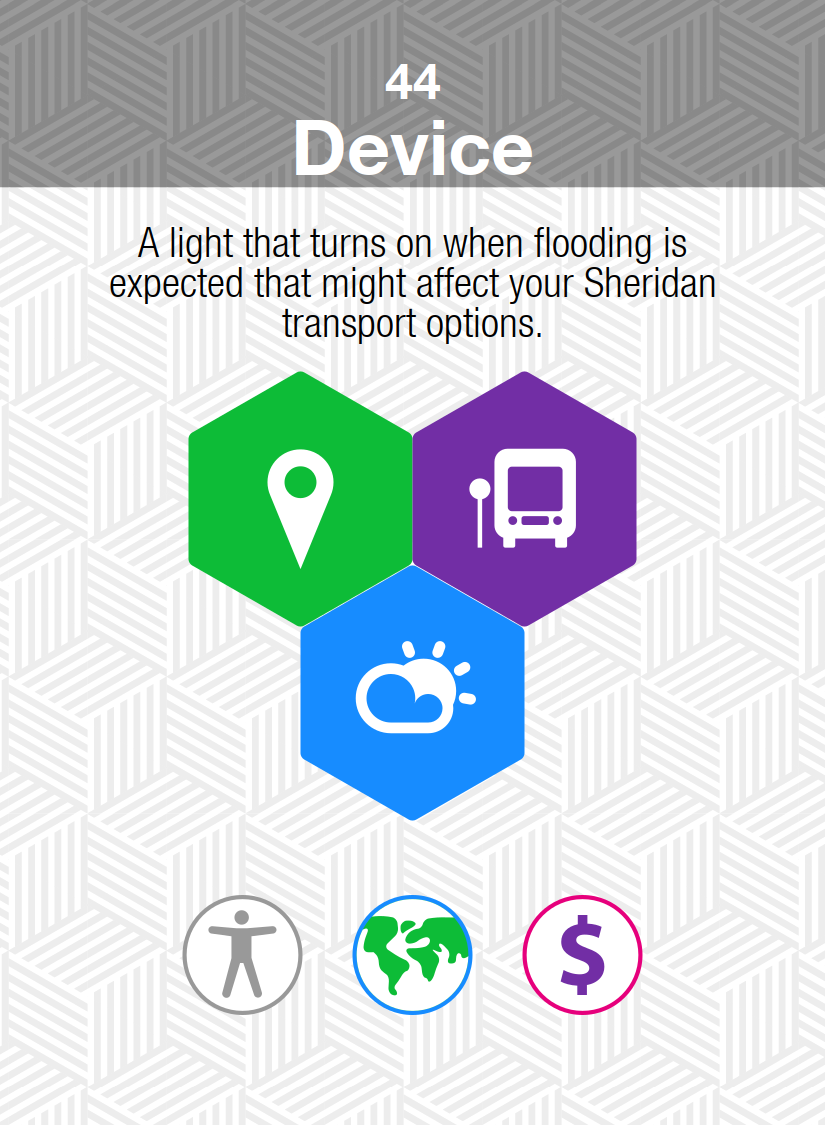 44
Device
A light that turns on when flooding is
expected that might affect your Sheridan
transport options.
$